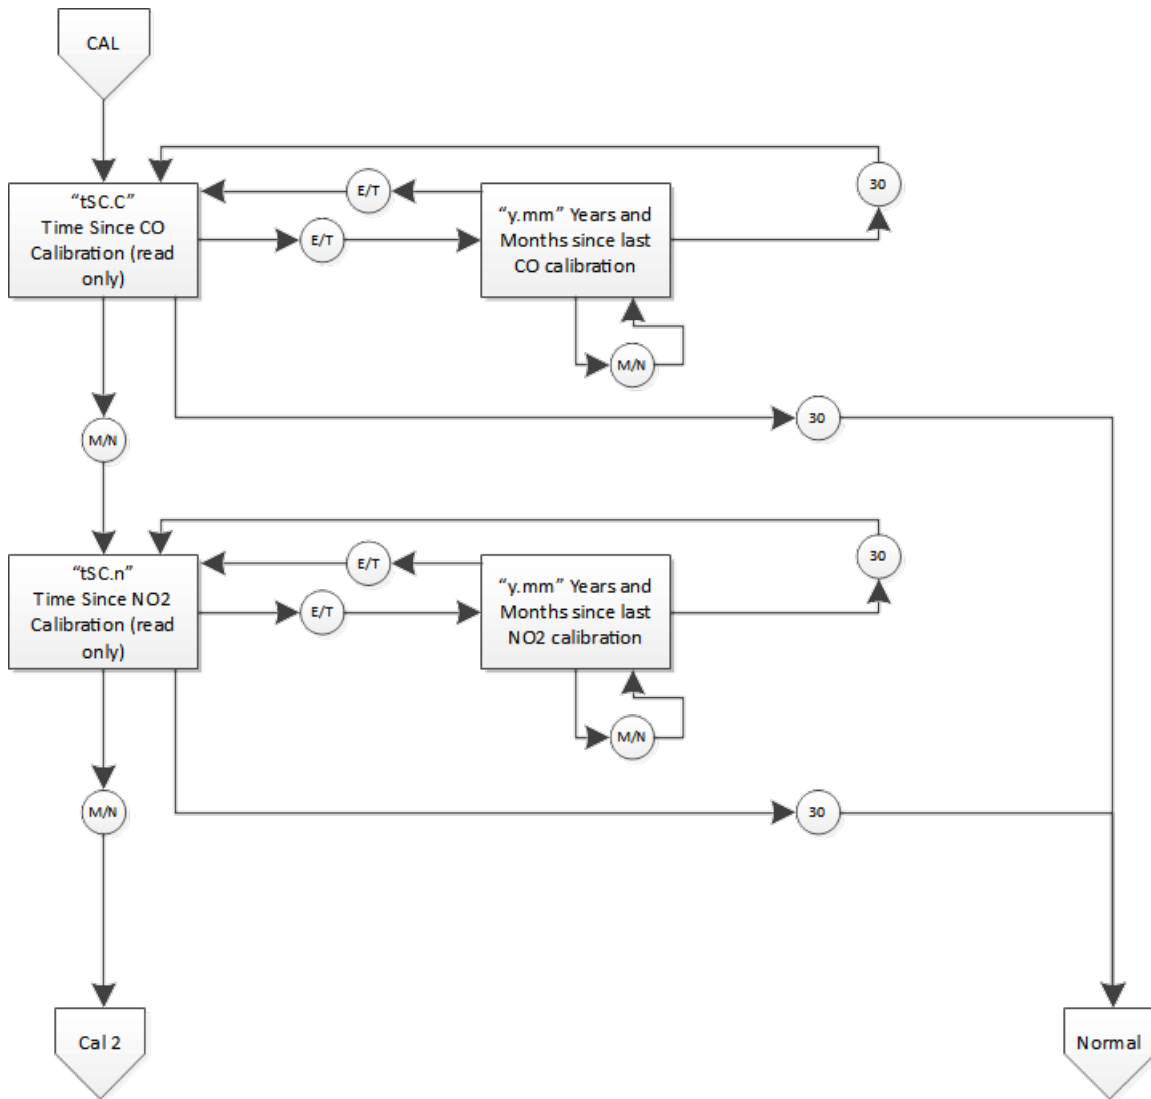 CAL
E/T
30
“tSC.C”
Time Since CO
Calibration (read
only)
E/T
“y.mm” Years and
Months since last
CO calibration
M/N
30
M/N
E/T
30
“tSC.n”
Time Since NO2
Calibration (read
only)
E/T
“y.mm” Years and
Months since last
NO2 calibration
M/N
M/N
30
Cal 2
Normal